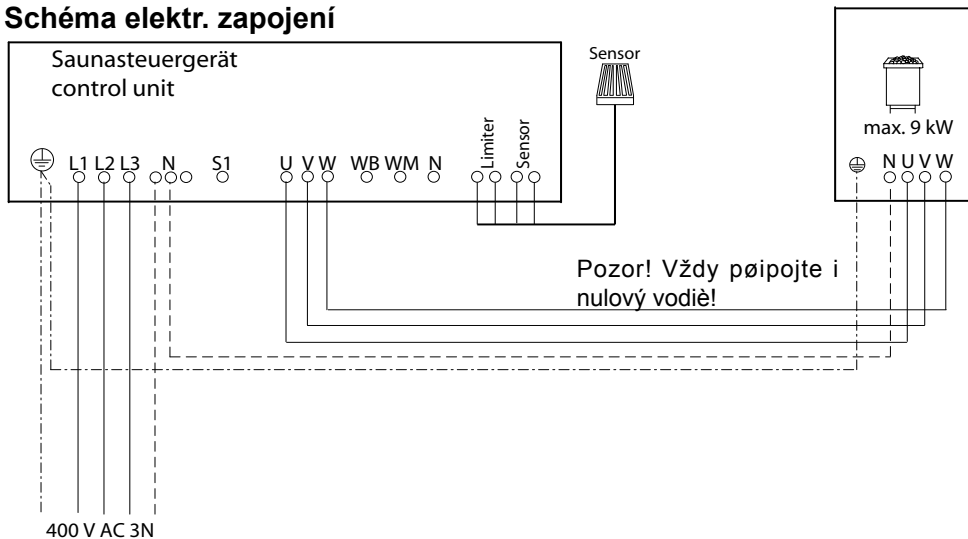 Schéma elektr. zapojení
Saunasteuergerät
control unit
Sensor
max. 9 kW
L1 L2 L3 N S1 U V W WB WM N Limiter Sensor
N U V W
Pozor! Vždy pøipojte i
nulový vodiè!
400 V AC 3N